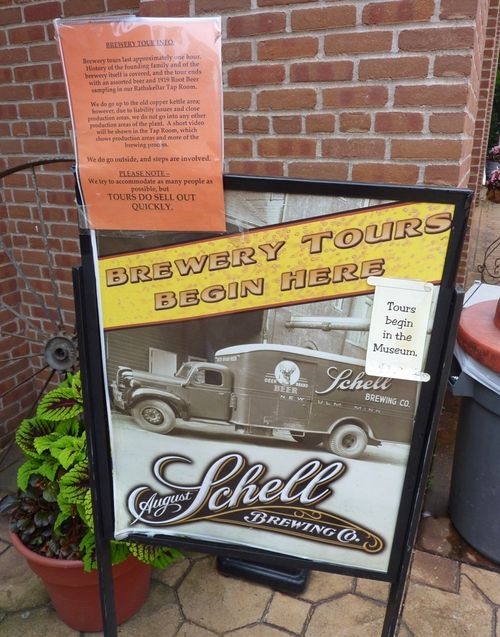 BREWERY TOUR INFO
Brewery tours last approximately one hour.
History of the founding family and of the
brewery itself is covered, and the tour ends
with an assorted beer and 1919 Root Beer
sampling in our Rathskellar Tap Room.
We do go up to the old copper kettle area;
however, due to liability issues and close
production areas, we do not go into any other
production areas of the plant. A short video
will be shown in the Tap Room, which
shows production areas and more of the
brewing process.
We do go outside, and steps are involved.
PLEASE NOTE –
We try to accommodate as many people as
possible, but
TOURS DO SELL OUT
QUICKLY.
BREWERY TOURS
BEGIN HERE
Tours
begin
in the
Museum.
DEER BRAND
BEER
Schell
BREWING CO.
NEW ULM MINN
August Schell
BREWING CO.